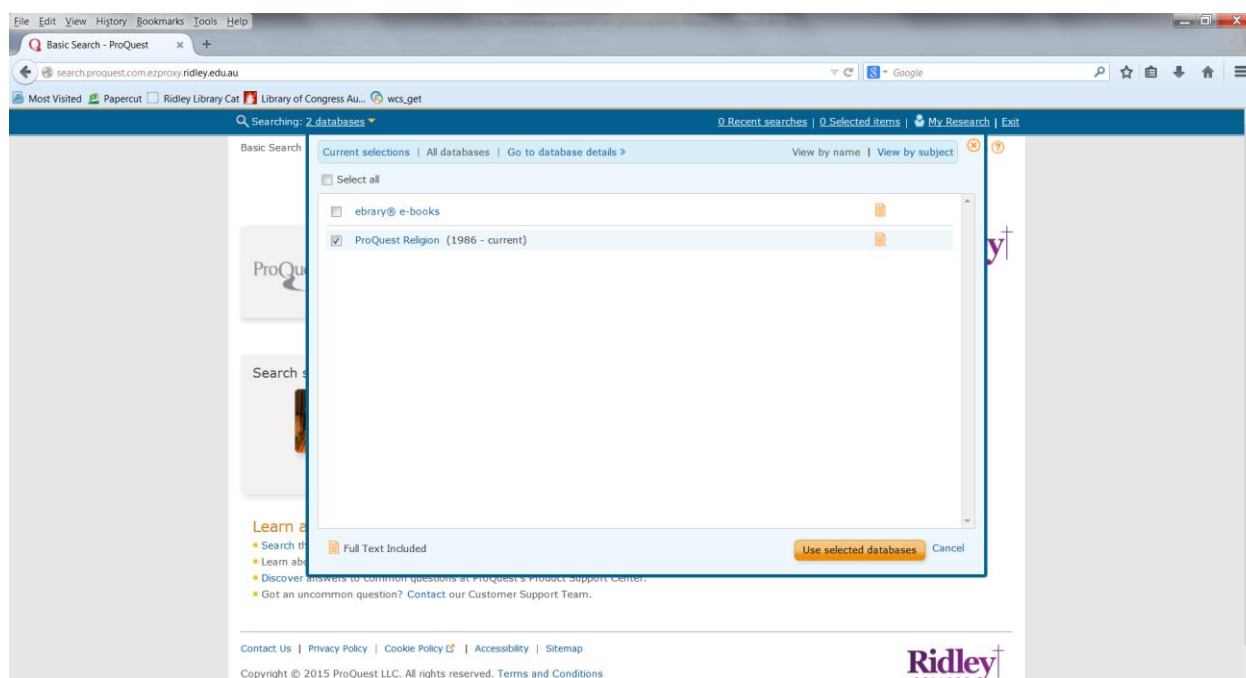 File Edit View History Bookmarks Tools Help
Basic Search - ProQuest × +
search.proquest.com.ezproxy.ridley.edu.au Google
Most Visited Papercut Ridley Library Cat Library of Congress Au... wcs_get
Searching: 2 databases 0 Recent searches | 0 Selected items | My Research | Exit
Basic Search
Current selections | All databases | Go to database details > View by name | View by subject
Select all
ebrary® e-books
ProQuest Religion (1986 - current)
Search
Learn
Search
Learn
Full Text Included Use selected databases Cancel
Discover answers to common questions at ProQuest's Product Support Center.
Got an uncommon question? Contact our Customer Support Team.
Contact Us | Privacy Policy | Cookie Policy | Accessibility | Sitemap
Copyright © 2015 ProQuest LLC. All rights reserved. Terms and Conditions
Ridley